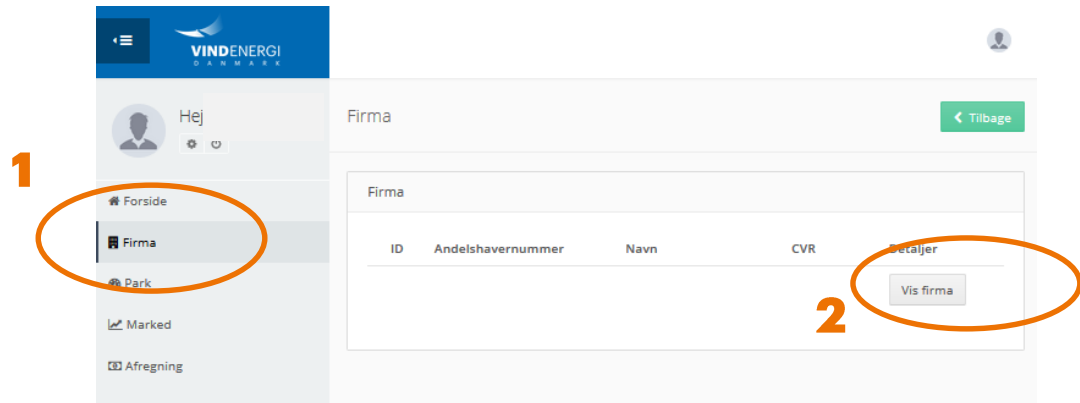 VINDENERGI
DANMARK
Hej
Firma
Tilbage
1
Forside
Firma
Park
Marked
Afregning
Firma
ID Andelshavernummer Navn CVR Detaljer
Vis firma
2